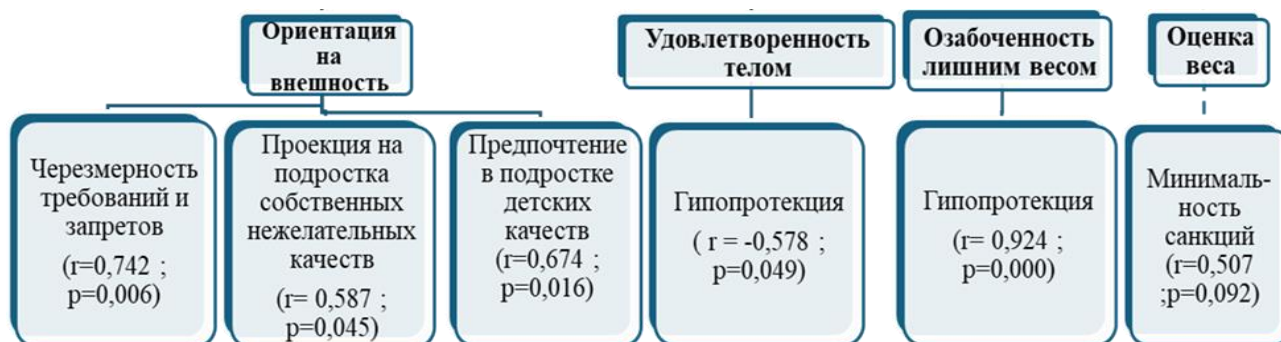 Ориентация
на
внешность
Удовлетворенность
телом
Озабоченность
лишним весом
Оценка
веса
Черезмерность
требований и
запретов
(r=0,742 ;
p=0,006)
Проекция на
подростка
собственных
нежелательных
качеств
(r= 0,587 ;
p=0,045)
Предпочтение
в подростке
детских
качеств
(r=0,674 ;
p=0,016)
Гипопротекция
( r = -0,578 ;
p=0,049)
Гипопротекция
(r= 0,924 ;
p=0,000)
Минималь-
ность
санкций
(r=0,507
;p=0,092)